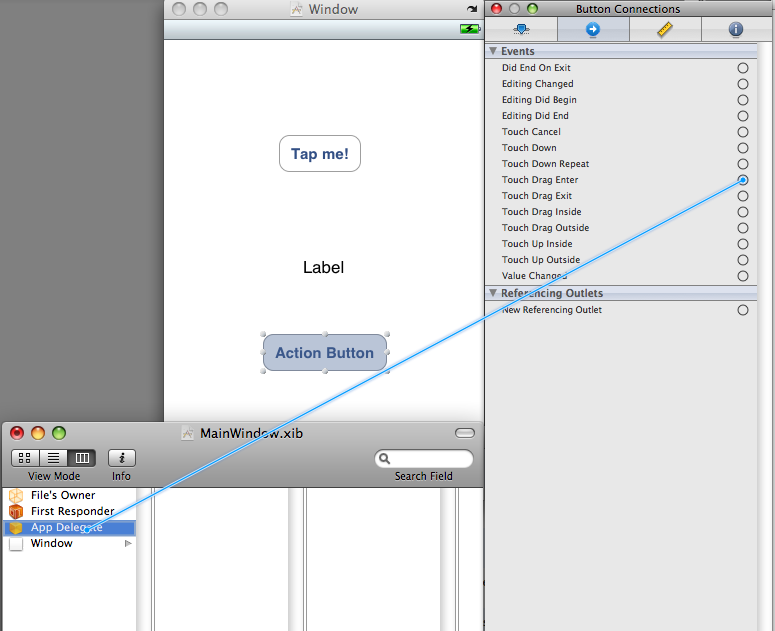 Window
Tap me!
Label
Action Button
Button Connections
Events
Did End On Exit
Editing Changed
Editing Did Begin
Editing Did End
Touch Cancel
Touch Down
Touch Down Repeat
Touch Drag Enter
Touch Drag Exit
Touch Drag Inside
Touch Drag Outside
Touch Up Inside
Touch Up Outside
Value Changed
Referencing Outlets
New Referencing Outlet
MainWindow.xib
View Mode
Info
Search Field
File's Owner
First Responder
App Delegate
Window